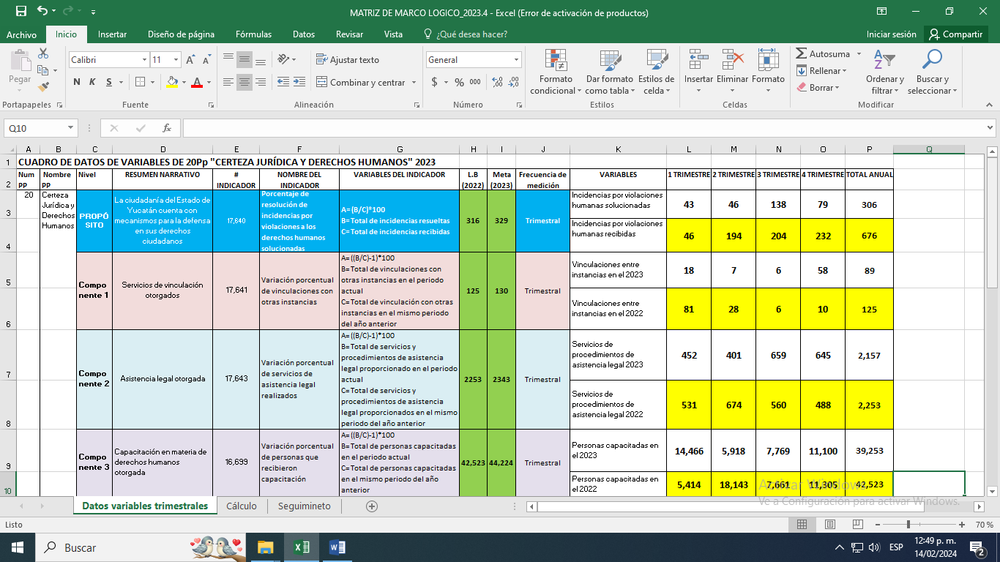 MATRIZ DE MARCO LOGICO_2023.4 - Excel (Error de activación de productos)
Archivo Inicio Insertar Diseño de página Fórmulas Datos Revisar Vista ¿Qué desea hacer? Iniciar sesión Compartir
Pegar
Calibri 11
Ajustar texto
General
Formato condicional
Dar formato como tabla
Estilos de celda
Insertar Eliminar Formato
Autosuma
Rellenar
Borrar
Ordenar y filtrar
Buscar y seleccionar
N K S
Combinar y centrar
$ % 000
Portapapeles Fuente Alineación Número Estilos Celdas Modificar
Q10 fx
A B C D E F G H I J K L M N O P Q
1 CUADRO DE DATOS DE VARIABLES DE 20Pp "CERTEZA JURÍDICA Y DERECHOS HUMANOS" 2023
2
Num PP
Nombre PP
Nivel
RESUMEN NARRATIVO
# INDICADOR
NOMBRE DEL INDICADOR
VARIABLES DEL INDICADOR
L.B (2022)
Meta (2023)
Frecuencia de medición
VARIABLES
1 TRIMESTRE 2 TRIMESTRE 3 TRIMESTRE 4 TRIMESTRE TOTAL ANUAL
3
20
Certeza
Jurídica y
Derechos
Humanos
PROPÓ
SITO
La ciudadanía del Estado de
Yucatán cuenta con
mecanismos para la defensa
en sus derechos
ciudadanos
17,640
Porcentaje de
resolución de
incidencias por
violaciones a los
derechos humanos
solucionadas
A=(B/C)*100
B=Total de incidencias resueltas
C=Total de incidencias recibidas
316
329
Trimestral
Incidencias por violaciones
humanas solucionadas
43 46 138 79 306
4
Incidencias por violaciones
humanas recibidas
46 194 204 232 676
5
Compo
nente 1
Servicios de vinculación
otorgados
17,641
Variación porcentual
de vinculaciones con
otras instancias
A=((B/C)-1)*100
B=Total de vinculaciones con
otras instancias en el periodo
actual
C=Total de vinculación con otras
instancias en el mismo periodo
del año anterior
125
130
Trimestral
Vinculaciones entre
instancias en el 2023
18 7 6 58 89
6
Vinculaciones entre
instancias en el 2022
81 28 6 10 125
7
Compo
nente 2
Asistencia legal otorgada
17,643
Variación porcentual
de servicios de
asistencia legal
realizados
A=((B/C)-1)*100
B=Total de servicios y
procedimientos de asistencia
legal proporcionado en el periodo
actual
C=Total de servicios y
procedimientos de asistencia
legal proporcionados en el mismo
periodo del año anterior
2253
2343
Trimestral
Servicios de
procedimientos de
asistencia legal 2023
452 401 659 645 2,157
8
Servicios de
procedimientos de
asistencia legal 2022
531 674 560 488 2,253
9
Compo
nente 3
Capacitación en materia de
derechos humanos
otorgada
16,699
Variación porcentual
de personas que
recibieron
capacitación
A=((B/C)-1)*100
B=Total de personas capacitadas
en el periodo actual
C=Total de personas capacitadas
en el mismo periodo del año
anterior
42,523
44,224
Trimestral
Personas capacitadas en
el 2023
14,466 5,918 7,769 11,100 39,253
10
Personas capacitadas en
el 2022
5,414 18,143 7,661 11,305 42,523
Activar Windows
Ve a Configuración para activar Windows.
Datos variables trimestrales Cálculo Seguimineto
Listo 70 %
Buscar
ESP
12:49 p. m.
14/02/2024
2